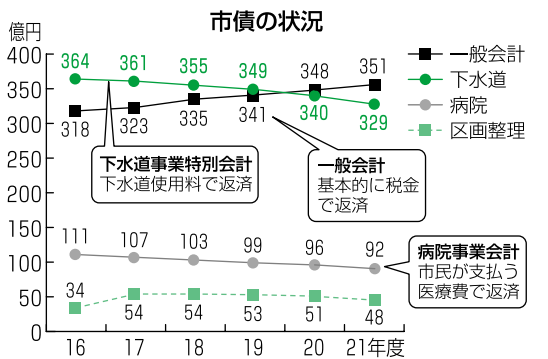 市債の状況
億円
400
350
300
250
200
150
100
50
0
364
361
355
349
348
351
318
323
335
341
340
329
一般会計
下水道
病院
区画整理
下水道事業特別会計
下水道使用料で返済
一般会計
基本的に税金
で返済
111
107
103
99
96
92
病院事業会計
市民が支払う
医療費で返済
34
54
54
53
51
48
16
17
18
19
20
21年度